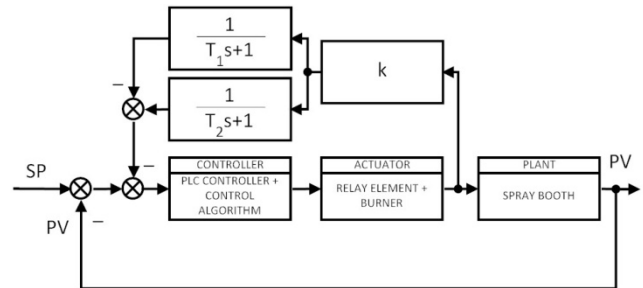 1
T₁s+1
k
1
T₂s+1
–
–
SP
CONTROLLER
PLC CONTROLLER +
CONTROL
ALGORITHM
ACTUATOR
RELAY ELEMENT +
BURNER
PLANT
SPRAY BOOTH
PV
PV
–